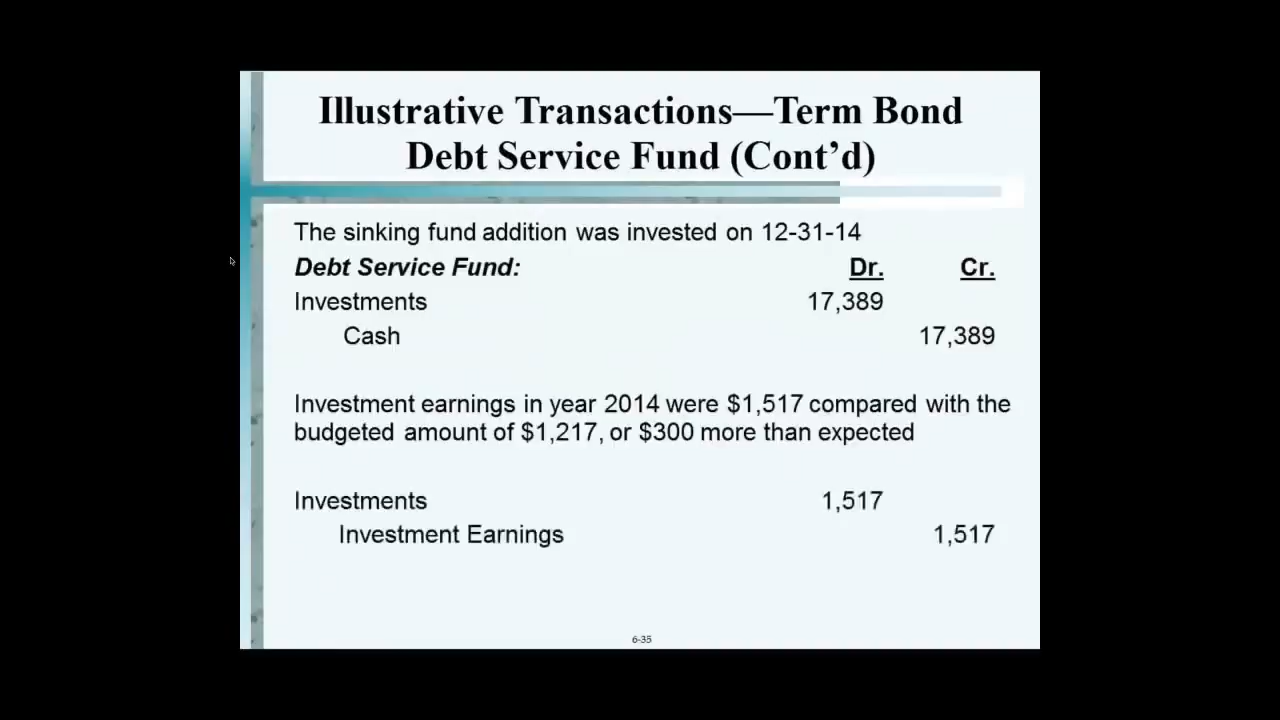 Illustrative Transactions—Term Bond
Debt Service Fund (Cont’d)
The sinking fund addition was invested on 12-31-14
Debt Service Fund: Dr. Cr.
Investments 17,389
Cash 17,389
Investment earnings in year 2014 were $1,517 compared with the
budgeted amount of $1,217, or $300 more than expected
Investments 1,517
Investment Earnings 1,517
6-35